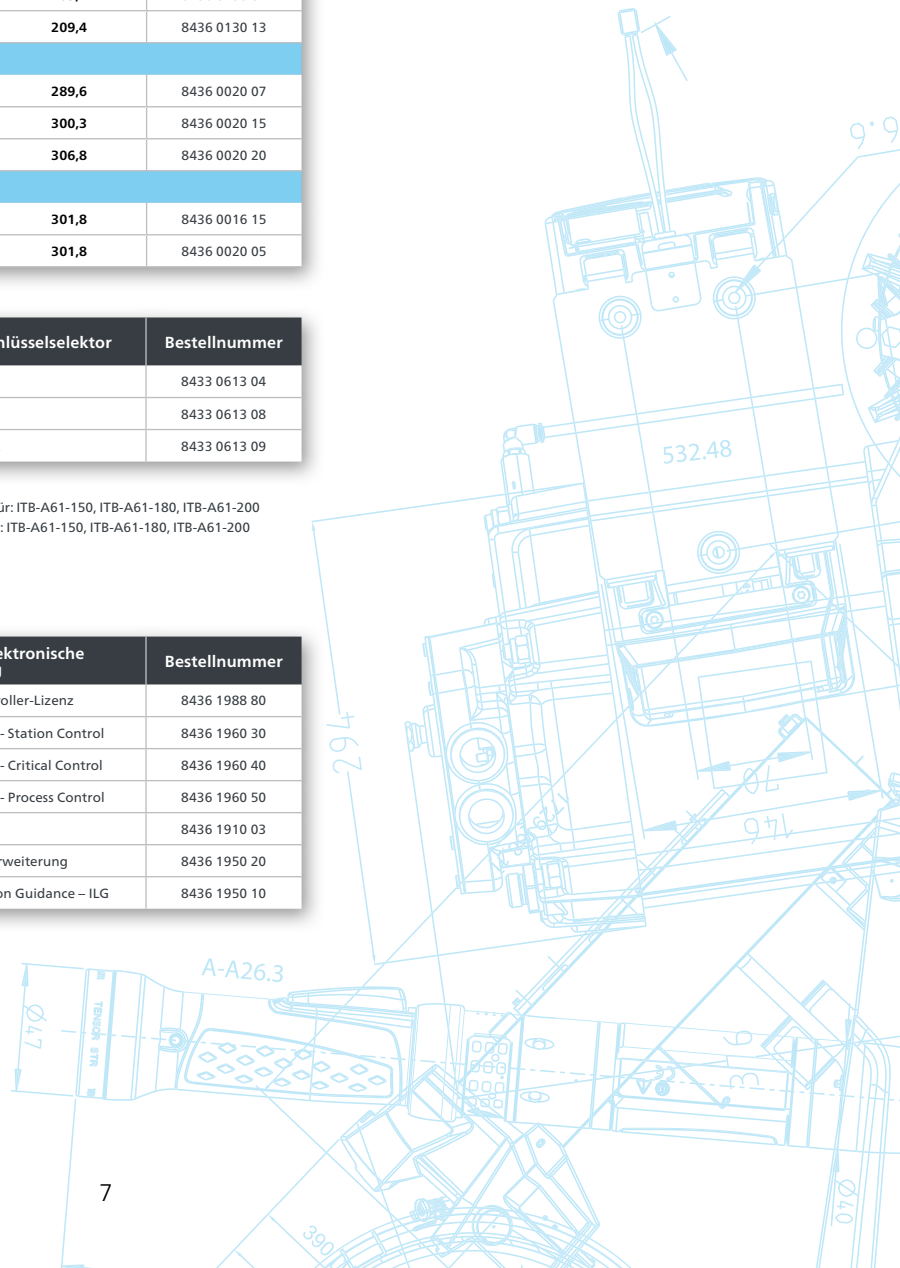 209,4 8436 0130 13
289,6 8436 0020 07
300,3 8436 0020 15
306,8 8436 0020 20
301,8 8436 0016 15
301,8 8436 0020 05
hlüsselselektor Bestellnummer
8433 0613 04
8433 0613 08
8433 0613 09
ür: ITB-A61-150, ITB-A61-180, ITB-A61-200
: ITB-A61-150, ITB-A61-180, ITB-A61-200
ektronische
Bestellnummer
oller-Lizenz 8436 1988 80
- Station Control 8436 1960 30
- Critical Control 8436 1960 40
- Process Control 8436 1960 50
8436 1910 03
rweiterung 8436 1950 20
on Guidance – ILG 8436 1950 10
532.48
264
70
146
A-A26.3
Ø47
TENSOR STR
Ø40
390
7